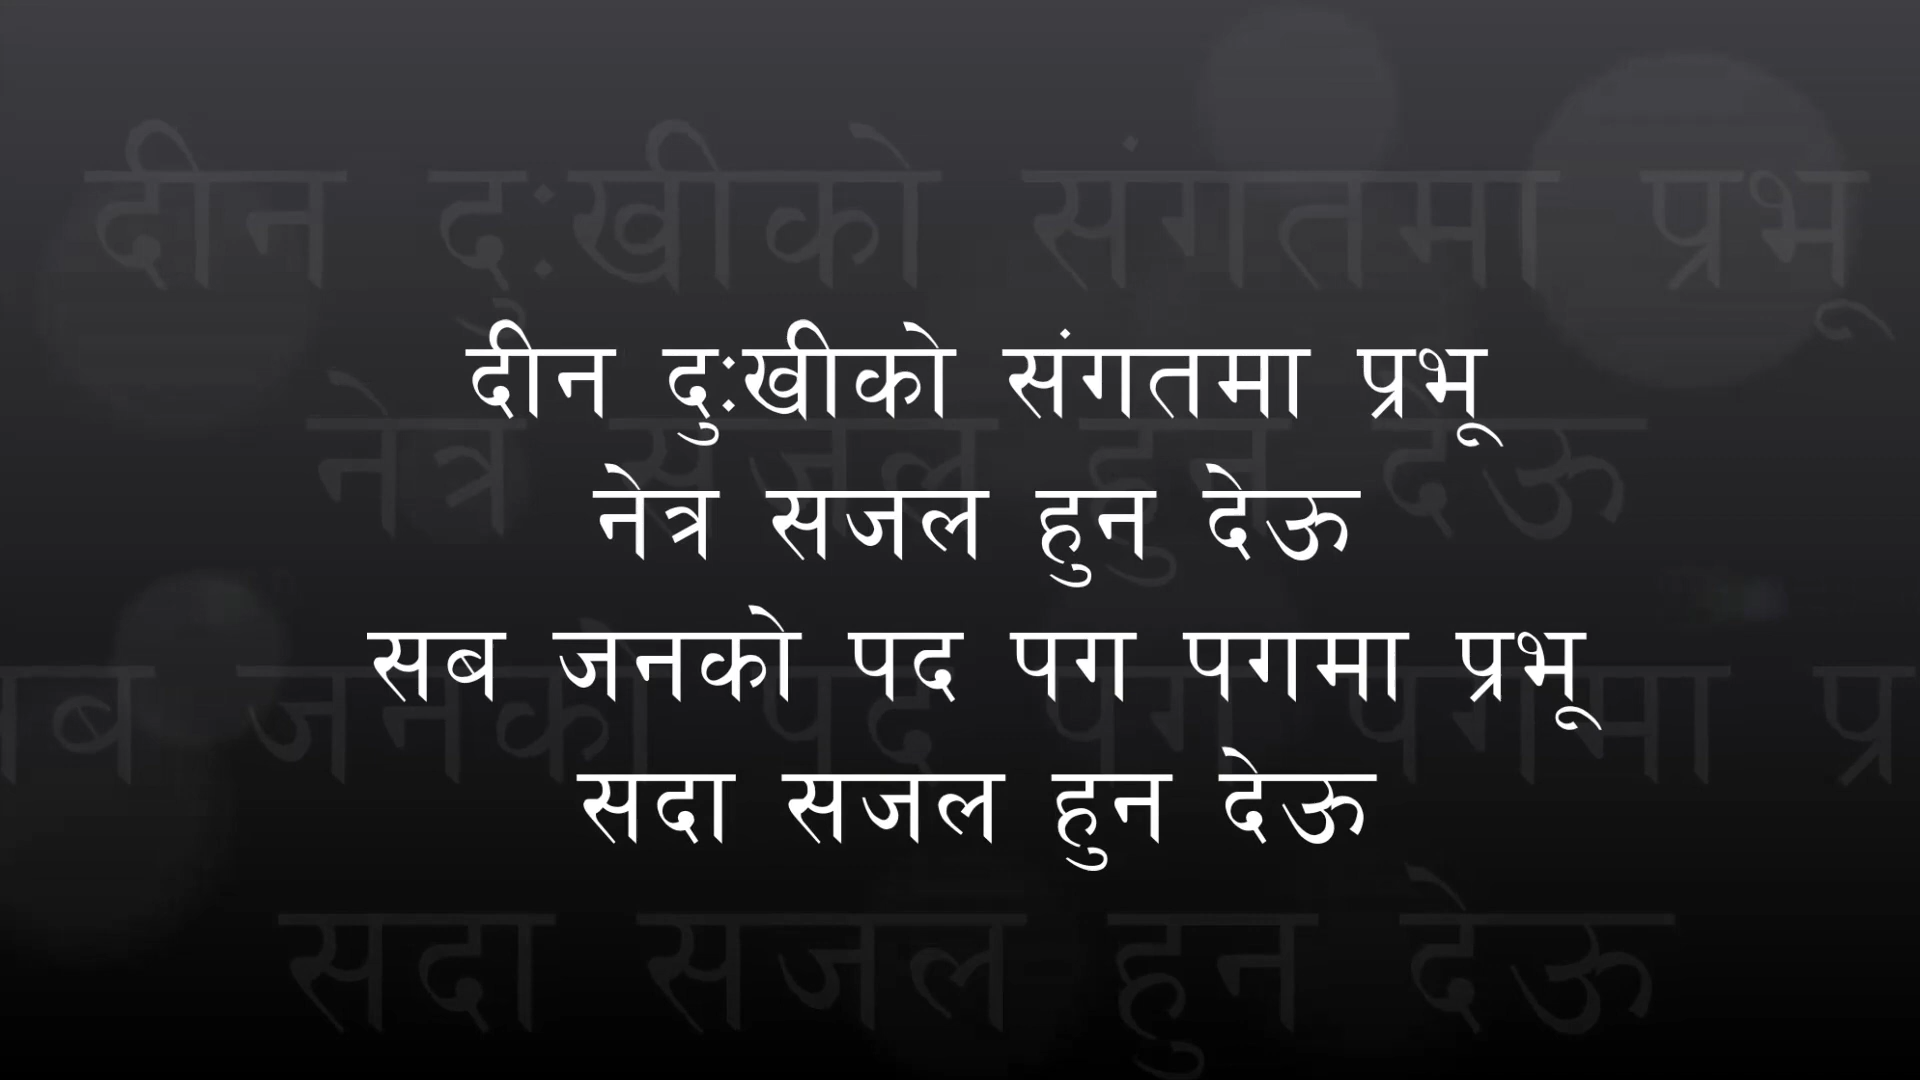 दीन दुःखीको संगतमा प्रभू
नेत्र सजल हुन देऊ
सब जनको पद पग पगमा प्रभू
सदा सजल हुन देऊ